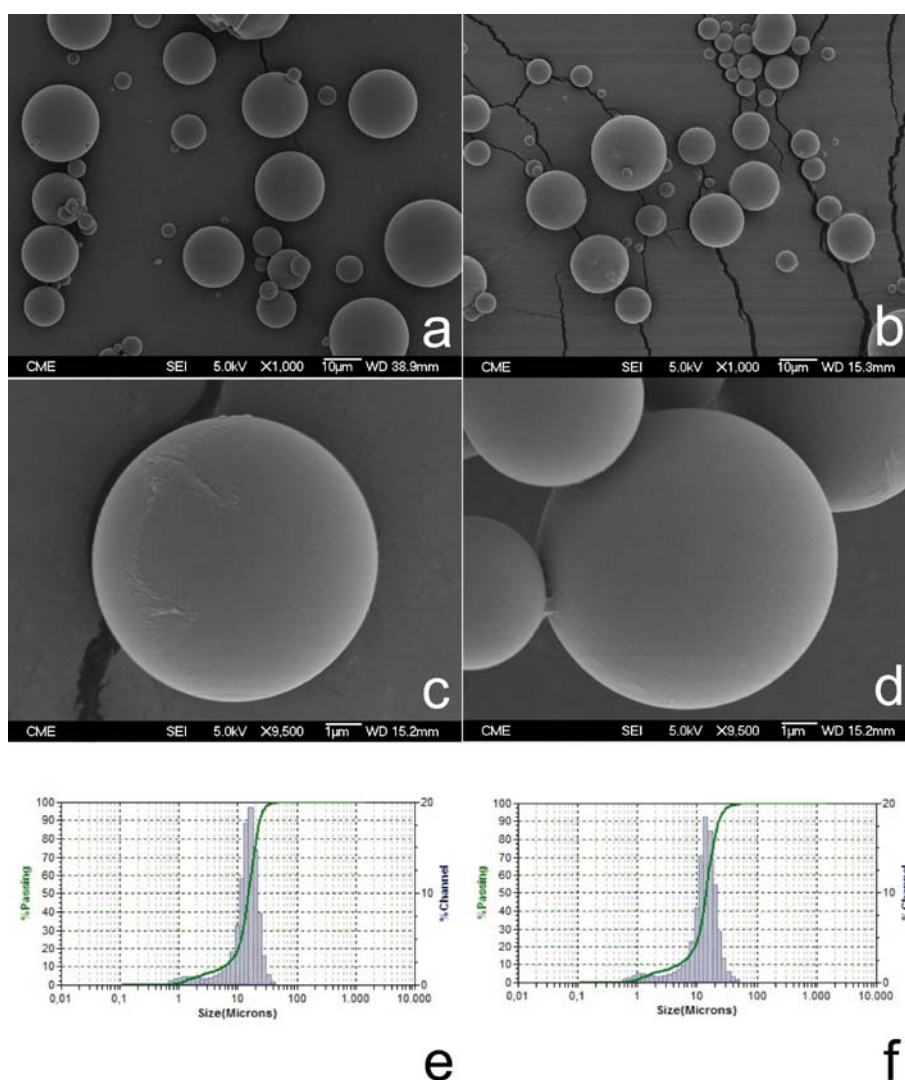 a
b
CME SEI 5.0kV X1,000 10µm WD 38.9mm
CME SEI 5.0kV X1,000 10µm WD 15.3mm
c
d
CME SEI 5.0kV X9,500 1µm WD 15.2mm
CME SEI 5.0kV X9,500 1µm WD 15.2mm
%Passing
100
90
80
70
60
50
40
30
20
10
0
0,01 0,1 1 10 100 1.000 10.000
Size(Microns)
20
10
0
%Channel
e
%Passing
100
90
80
70
60
50
40
30
20
10
0
0,01 0,1 1 10 100 1.000 10.000
Size(Microns)
20
10
0
%Channel
f